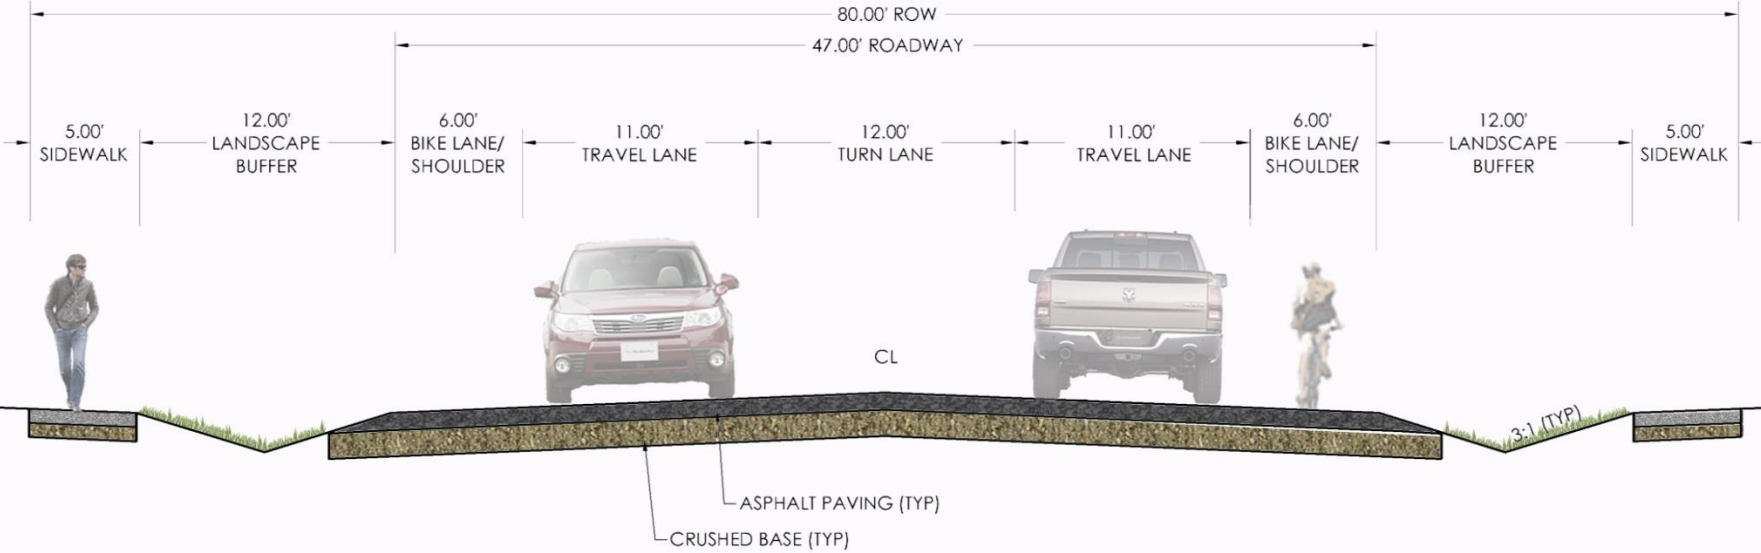 80.00' ROW
47.00' ROADWAY
5.00'
SIDEWALK
12.00'
LANDSCAPE
BUFFER
6.00'
BIKE LANE/
SHOULDER
11.00'
TRAVEL LANE
12.00'
TURN LANE
11.00'
TRAVEL LANE
6.00'
BIKE LANE/
SHOULDER
12.00'
LANDSCAPE
BUFFER
5.00'
SIDEWALK
CL
3:1 (TYP)
ASPHALT PAVING (TYP)
CRUSHED BASE (TYP)